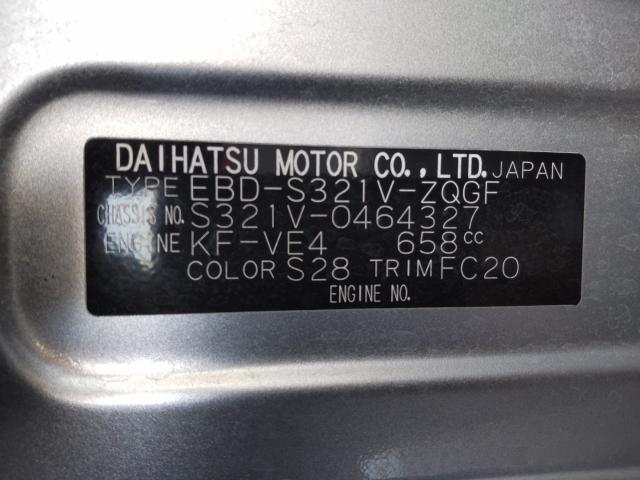 DAIHATSU MOTOR CO.,LTD. JAPAN
TYPE EBD-S321V-ZQGF
CHASSIS NO. S321V-0464327
ENGINE KF-VE4 658cc
COLOR S28 TRIM FC20
ENGINE NO.